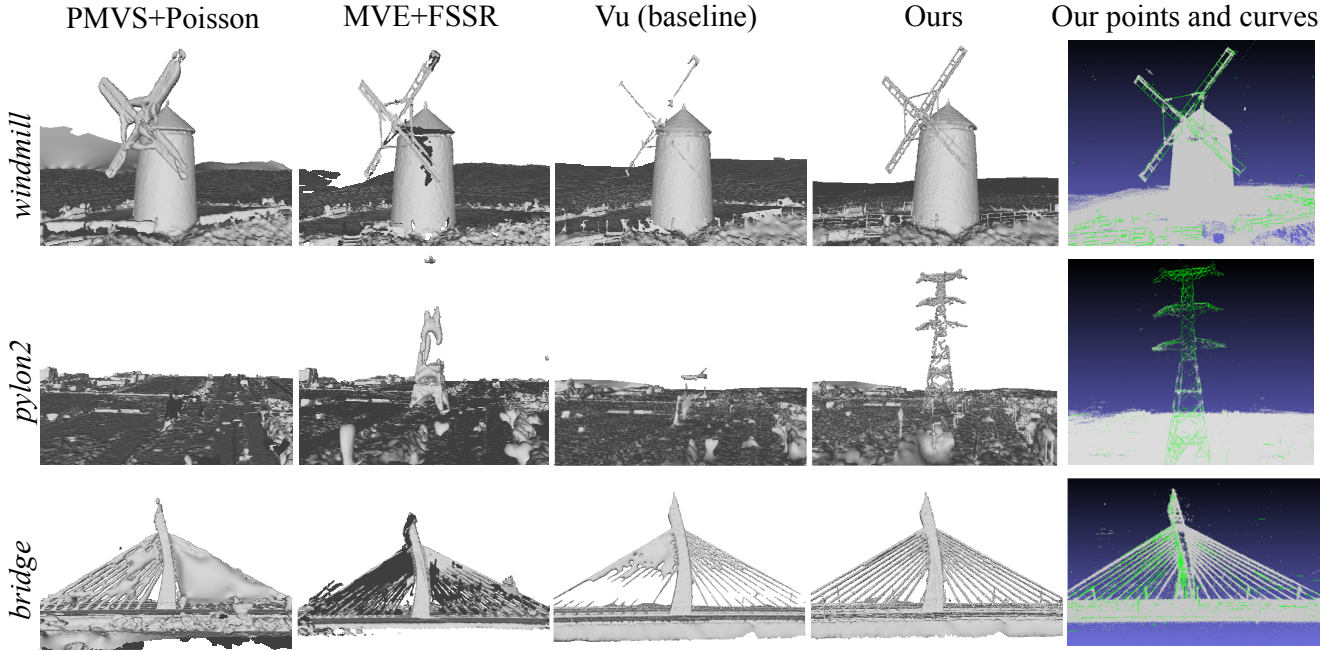 PMVS+Poisson MVE+FSSR Vu (baseline) Ours Our points and curves
windmill
pylon2
bridge